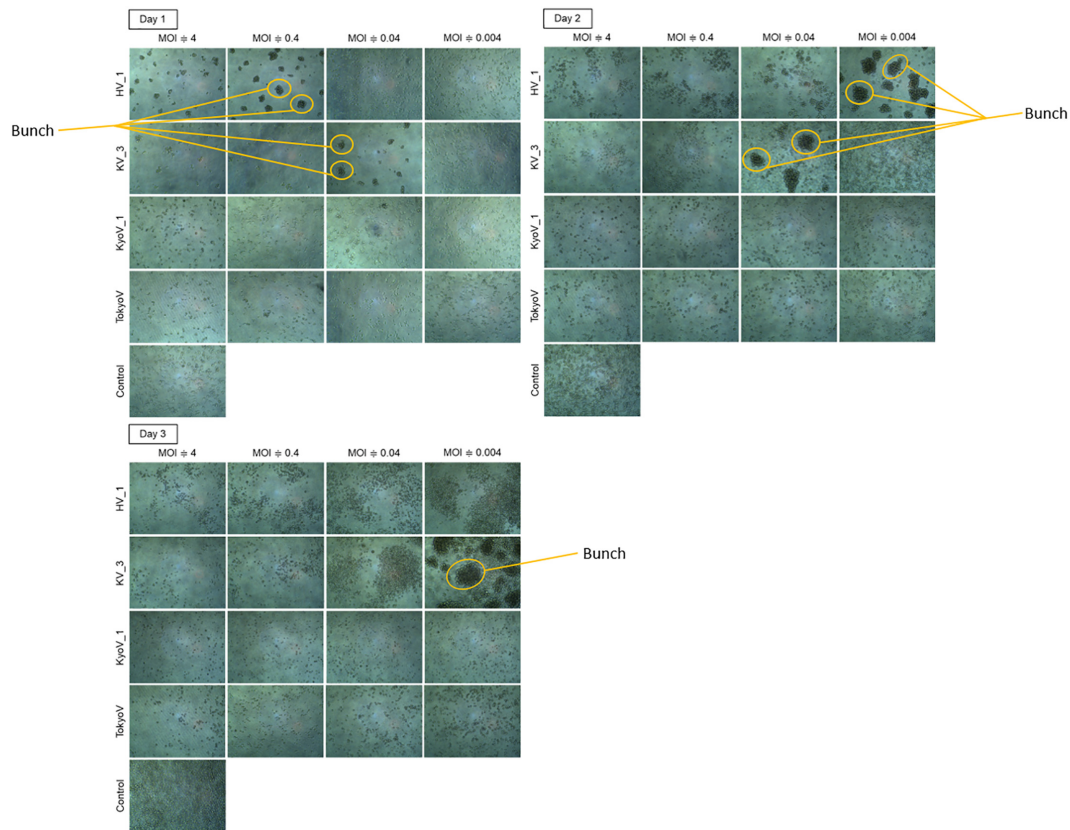 Day 1
MOI ≑ 4 MOI ≑ 0.4 MOI ≑ 0.04 MOI ≑ 0.004
HV_1
KV_3
KyoV_1
TokyoV
Control
Bunch
Day 2
MOI ≑ 4 MOI ≑ 0.4 MOI ≑ 0.04 MOI ≑ 0.004
HV_1
KV_3
KyoV_1
TokyoV
Control
Bunch
Day 3
MOI ≑ 4 MOI ≑ 0.4 MOI ≑ 0.04 MOI ≑ 0.004
HV_1
KV_3
KyoV_1
TokyoV
Control
Bunch